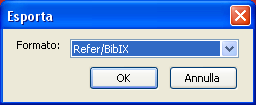 Esporta
Formato: Refer/BibIX
OK Annulla